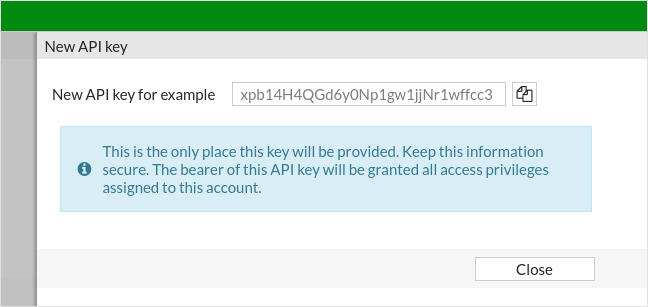 New API key
New API key for example xpb14H4QGd6y0Np1gw1jjNr1wffcc3
This is the only place this key will be provided. Keep this information
secure. The bearer of this API key will be granted all access privileges
assigned to this account.
Close